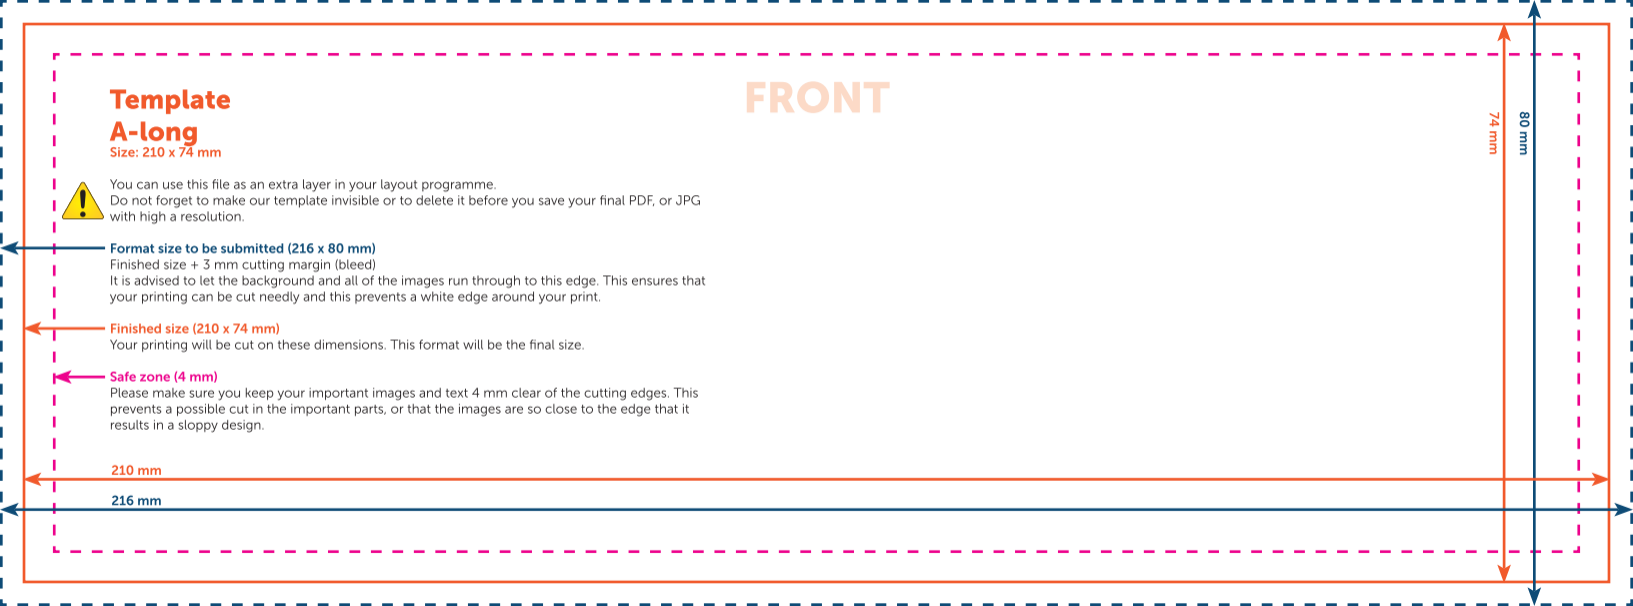 FRONT
Template
A-long
Size: 210 x 74 mm
You can use this file as an extra layer in your layout programme.
Do not forget to make our template invisible or to delete it before you save your final PDF, or JPG
with high a resolution.
Format size to be submitted (216 x 80 mm)
Finished size + 3 mm cutting margin (bleed)
It is advised to let the background and all of the images run through to this edge. This ensures that
your printing can be cut needly and this prevents a white edge around your print.
Finished size (210 x 74 mm)
Your printing will be cut on these dimensions. This format will be the final size.
Safe zone (4 mm)
Please make sure you keep your important images and text 4 mm clear of the cutting edges. This
prevents a possible cut in the important parts, or that the images are so close to the edge that it
results in a sloppy design.
210 mm
216 mm
74 mm
80 mm